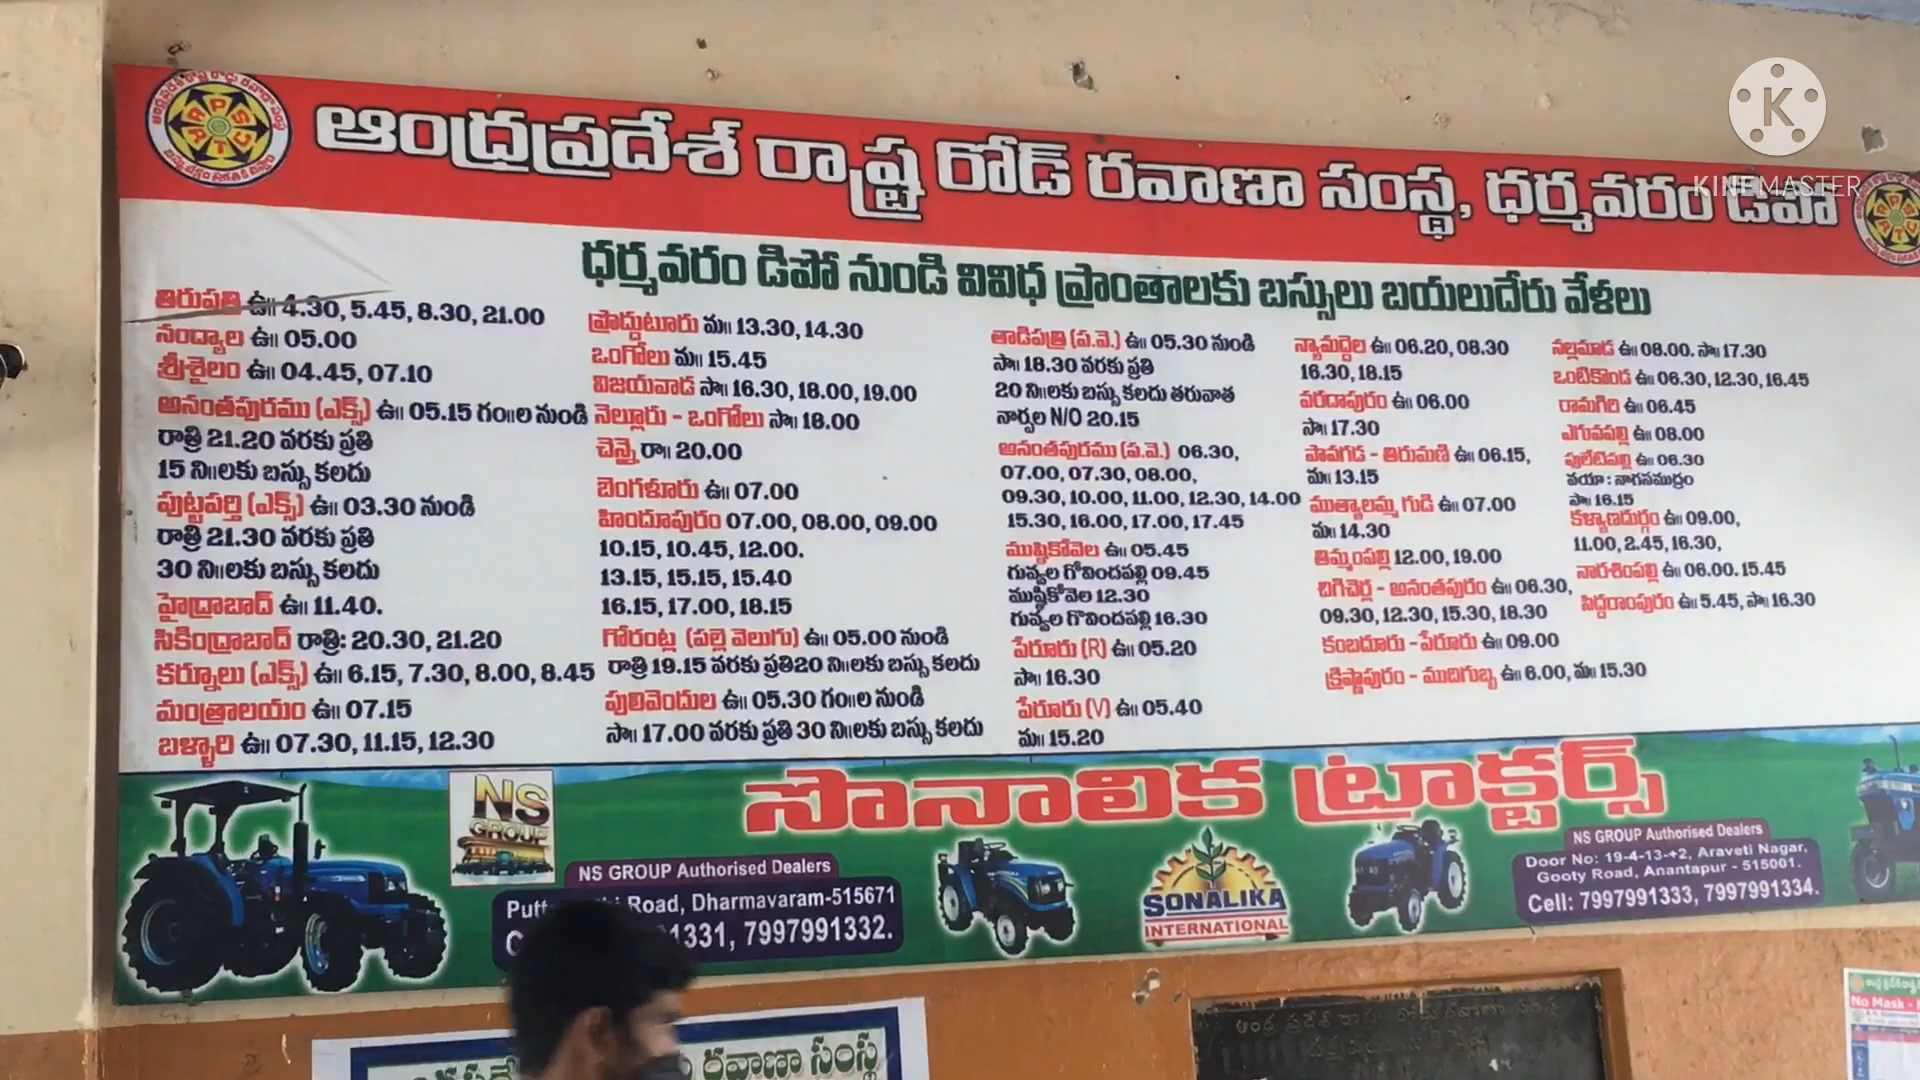 ఆంధ్రప్రదేశ్ రాష్ట్ర రోడ్ రవాణా సంస్థ, ధర్మవరం డిపో
KINEMASTER
ధర్మవరం డిపో నుండి వివిధ ప్రాంతాలకు బస్సులు బయలుదేరు వేళలు
తిరుపతి ఉ॥ 4.30, 5.45, 8.30, 21.00
నంద్యాల ఉ॥ 05.00
శ్రీశైలం ఉ॥ 04.45, 07.10
అనంతపురము (ఎక్స్) ఉ॥ 05.15 గం॥ల నుండి
రాత్రి 21.20 వరకు ప్రతి
15 ని॥లకు బస్సు కలదు
పుట్టపర్తి (ఎక్స్) ఉ॥ 03.30 నుండి
రాత్రి 21.30 వరకు ప్రతి
30 ని॥లకు బస్సు కలదు
హైద్రాబాద్ ఉ॥ 11.40.
సికింద్రాబాద్ రాత్రి: 20.30, 21.20
కర్నూలు (ఎక్స్) ఉ॥ 6.15, 7.30, 8.00, 8.45
మంత్రాలయం ఉ॥ 07.15
బళ్ళారి ఉ॥ 07.30, 11.15, 12.30
ప్రొద్దుటూరు మ॥ 13.30, 14.30
ఒంగోలు మ॥ 15.45
విజయవాడ సా॥ 16.30, 18.00, 19.00
నెల్లూరు - ఒంగోలు సా॥ 18.00
చెన్నై రా॥ 20.00
బెంగళూరు ఉ॥ 07.00
హిందూపురం 07.00, 08.00, 09.00
10.15, 10.45, 12.00.
13.15, 15.15, 15.40
16.15, 17.00, 18.15
గోరంట్ల (పల్లె వెలుగు) ఉ॥ 05.00 నుండి
రాత్రి 19.15 వరకు ప్రతి20 ని॥లకు బస్సు కలదు
పులివెందుల ఉ॥ 05.30 గం॥ల నుండి
సా॥ 17.00 వరకు ప్రతి 30 ని॥లకు బస్సు కలదు
తాడిపత్రి (ప.వె.) ఉ॥ 05.30 నుండి
సా॥ 18.30 వరకు ప్రతి
20 ని॥లకు బస్సు కలదు తరువాత
నార్పల N/O 20.15
అనంతపురము (ప.వె.) 06.30,
07.00, 07.30, 08.00,
09.30, 10.00, 11.00, 12.30, 14.00
15.30, 16.00, 17.00, 17.45
ముష్టికోవెల ఉ॥ 05.45
గువ్వల గోవిందపల్లి 09.45
ముష్టికోవెల 12.30
గువ్వల గొవిందపల్లి 16.30
పేరూరు (R) ఉ॥ 05.20
సా॥ 16.30
పేరూరు (V) ఉ॥ 05.40
మ॥ 15.20
న్యామద్దెల ఉ॥ 06.20, 08.30
16.30, 18.15
వరదాపురం ఉ॥ 06.00
సా॥ 17.30
పావగడ - తిరుమణి ఉ॥ 06.15,
మ॥ 13.15
ముత్యాలమ్మ గుడి ఉ॥ 07.00
మ॥ 14.30
తిమ్మంపల్లి 12.00, 19.00
చిగిచెర్ల - అనంతపురం ఉ॥ 06.30,
09.30, 12.30, 15.30, 18.30
కంబదూరు -పేరూరు ఉ॥ 09.00
క్రిష్ణాపురం - ముదిగుబ్బ ఉ॥ 6.00, మ॥ 15.30
నల్లమాడ ఉ॥ 08.00. సా॥ 17.30
ఒంటికొండ ఉ॥ 06.30, 12.30, 16.45
రామగిరి ఉ॥ 06.45
ఎగువపల్లి ఉ॥ 08.00
పులేటిపల్లి ఉ॥ 06.30
వయా : నాగసముద్రం
సా॥ 16.15
కళ్యాణదుర్గం ఉ॥ 09.00,
11.00, 2.45, 16.30,
నారశింపల్లి ఉ॥ 06.00. 15.45
సిద్దరాంపురం ఉ॥ 5.45, సా॥ 16.30
సొనాలిక ట్రాక్టర్స్
NS GROUP
NS GROUP Authorised Dealers
Road, Dharmavaram-515671
1331, 7997991332.
SONALIKA
INTERNATIONAL
NS GROUP Authorised Dealers
Door No: 19-4-13-+2, Araveti Nagar,
Gooty Road, Anantapur - 515001.
Cell: 7997991333, 7997991334.
రవాణా సంస్థ
No Mask -